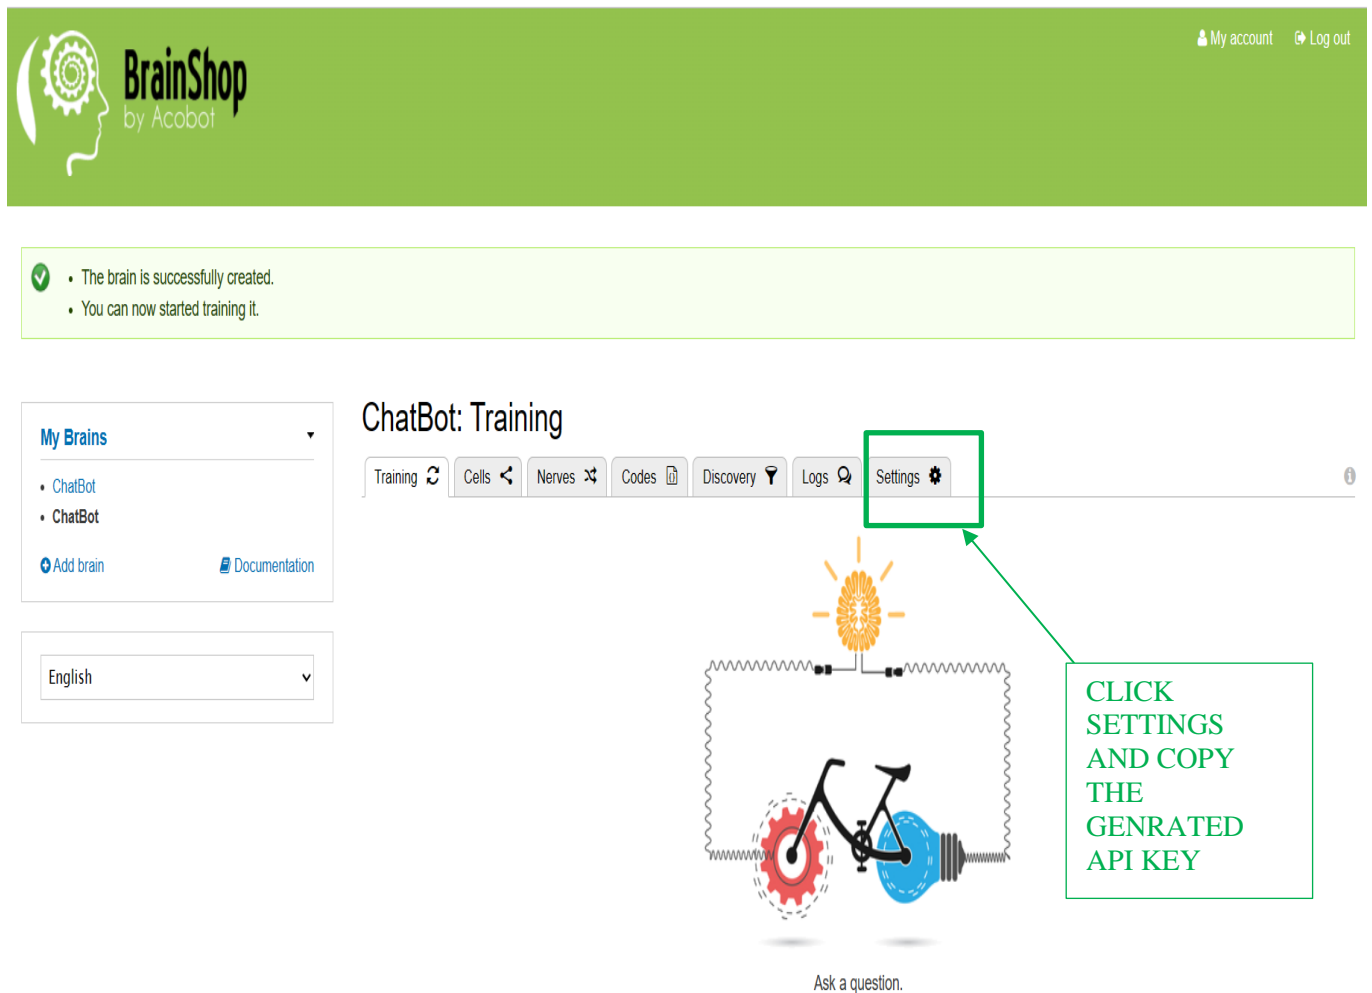 My account Log out
BrainShop
by Acobot
• The brain is successfully created.
• You can now started training it.
My Brains
• ChatBot
• ChatBot
Add brain Documentation
English
ChatBot: Training
Training Cells Nerves Codes Discovery Logs Settings
CLICK
SETTINGS
AND COPY
THE
GENRATED
API KEY
Ask a question.